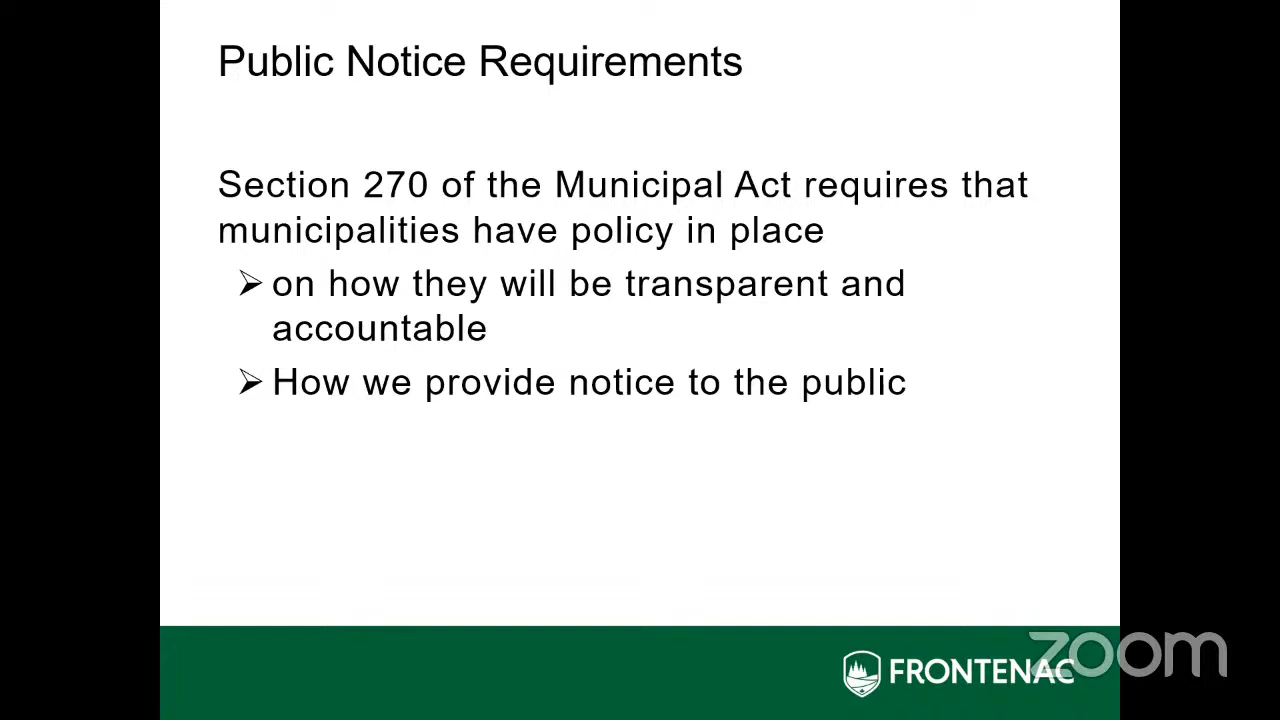 Public Notice Requirements
Section 270 of the Municipal Act requires that
municipalities have policy in place
➢ on how they will be transparent and
accountable
➢ How we provide notice to the public
FRONTENAC
zoom